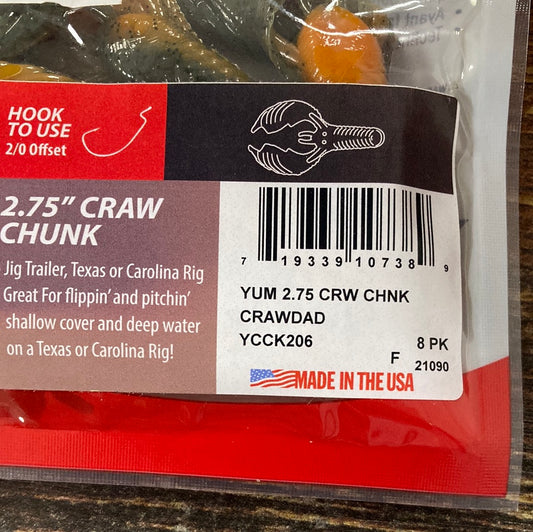 HOOK
TO USE
2/0 Offset
2.75” CRAW
CHUNK
Jig Trailer, Texas or Carolina Rig
Great For flippin’ and pitchin’
shallow cover and deep water
on a Texas or Carolina Rig!
7 19339 10738 9
YUM 2.75 CRW CHNK
CRAWDAD
YCCK206
8 PK
F 21090
MADE IN THE USA